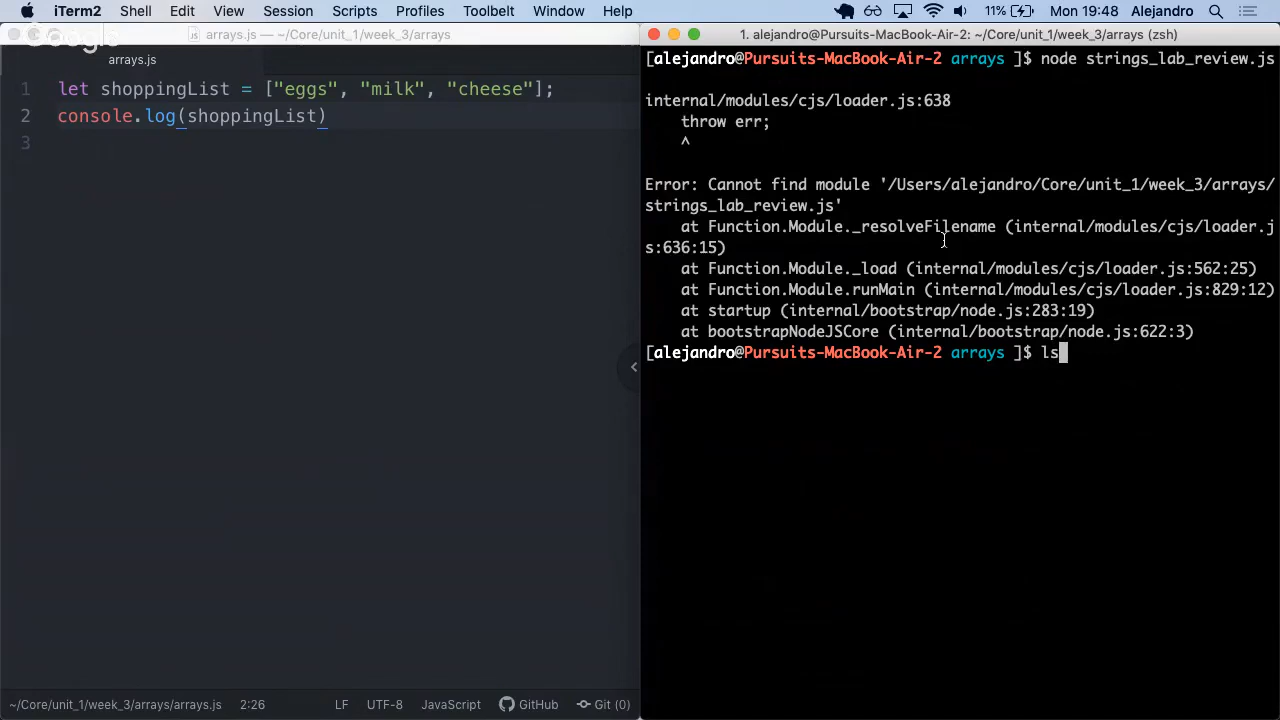 iTerm2 Shell Edit View Session Scripts Profiles Toolbelt Window Help 11% Mon 19:48 Alejandro
Google
arrays.js — ~/Core/unit_1/week_3/arrays
arrays.js
1 let shoppingList = ["eggs", "milk", "cheese"];
2 console.log(shoppingList)
3
~/Core/unit_1/week_3/arrays/arrays.js 2:26 LF UTF-8 JavaScript GitHub Git (0)
1. alejandro@Pursuits-MacBook-Air-2: ~/Core/unit_1/week_3/arrays (zsh)
[alejandro@Pursuits-MacBook-Air-2 arrays ]$ node strings_lab_review.js
internal/modules/cjs/loader.js:638
throw err;
^
Error: Cannot find module '/Users/alejandro/Core/unit_1/week_3/arrays/
strings_lab_review.js'
at Function.Module._resolveFilename (internal/modules/cjs/loader.j
s:636:15)
at Function.Module._load (internal/modules/cjs/loader.js:562:25)
at Function.Module.runMain (internal/modules/cjs/loader.js:829:12)
at startup (internal/bootstrap/node.js:283:19)
at bootstrapNodeJSCore (internal/bootstrap/node.js:622:3)
[alejandro@Pursuits-MacBook-Air-2 arrays ]$ ls